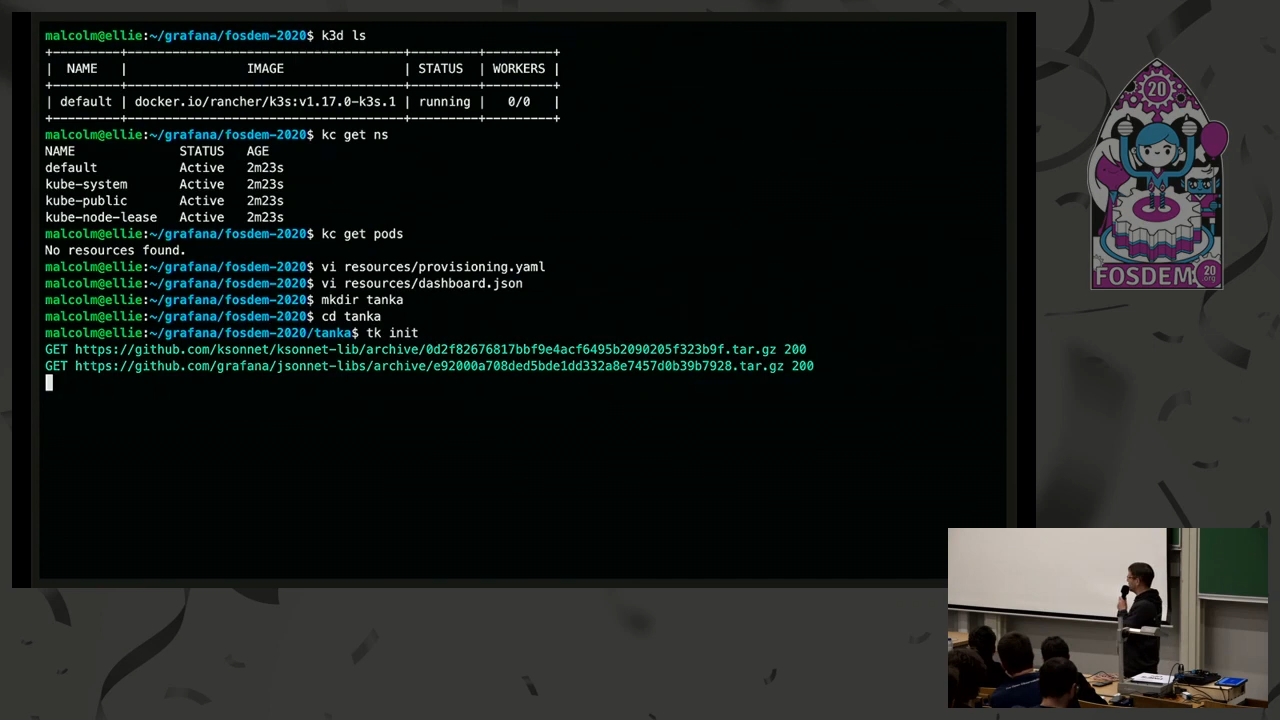 malcolm@ellie:~/grafana/fosdem-2020$ k3d ls
+---------+------------------------------------+---------+---------+
| NAME | IMAGE | STATUS | WORKERS |
+---------+------------------------------------+---------+---------+
| default | docker.io/rancher/k3s:v1.17.0-k3s.1 | running | 0/0 |
+---------+------------------------------------+---------+---------+
malcolm@ellie:~/grafana/fosdem-2020$ kc get ns
NAME STATUS AGE
default Active 2m23s
kube-system Active 2m23s
kube-public Active 2m23s
kube-node-lease Active 2m23s
malcolm@ellie:~/grafana/fosdem-2020$ kc get pods
No resources found.
malcolm@ellie:~/grafana/fosdem-2020$ vi resources/provisioning.yaml
malcolm@ellie:~/grafana/fosdem-2020$ vi resources/dashboard.json
malcolm@ellie:~/grafana/fosdem-2020$ mkdir tanka
malcolm@ellie:~/grafana/fosdem-2020$ cd tanka
malcolm@ellie:~/grafana/fosdem-2020/tanka$ tk init
GET https://github.com/ksonnet/ksonnet-lib/archive/0d2f82676817bbf9e4acf6495b2090205f323b9f.tar.gz 200
GET https://github.com/grafana/jsonnet-libs/archive/e92000a708ded5bde1dd332a8e7457d0b39b7928.tar.gz 200
20
FOSDEM 20
.org